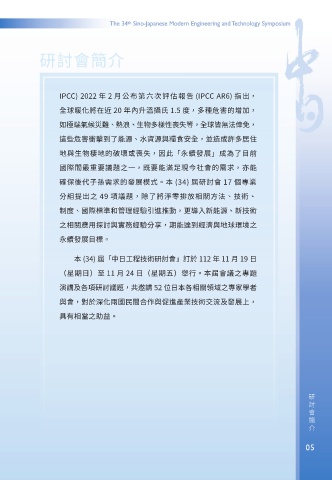 The 34th Sino-Japanese Modern Engineering and Technology Symposium
中日
研討會簡介
IPCC) 2022 年 2 月公布第六次評估報告 (IPCC AR6) 指出，
全球暖化將在近 20 年內升溫攝氏 1.5 度，多種危害的增加，
如極端氣候災難、熱浪、生物多樣性喪失等，全球皆無法倖免，
這些危害衝擊到了能源、水資源與糧食安全，並造成許多居住
地與生物棲地的破壞或喪失，因此「永續發展」成為了目前
國際間最重要議題之一，既要能滿足現今社會的需求，亦能
確保後代子孫需求的發展模式。本 (34) 屆研討會 17 個專業
分組提出之 49 項議題，除了將淨零排放相關方法、技術、
制度、國際標準和管理經驗引進推動，更導入新能源、新技術
之相關應用探討與實務經驗分享，期能達到經濟與地球環境之
永續發展目標。
本 (34) 屆「中日工程技術研討會」訂於 112 年 11 月 19 日
（星期日）至 11 月 24 日（星期五）舉行。本屆會議之專題
演講及各項研討議題，共邀請 52 位日本各相關領域之專家學者
與會，對於深化兩國民間合作與促進產業技術交流及發展上，
具有相當之助益。
研討會簡介
05